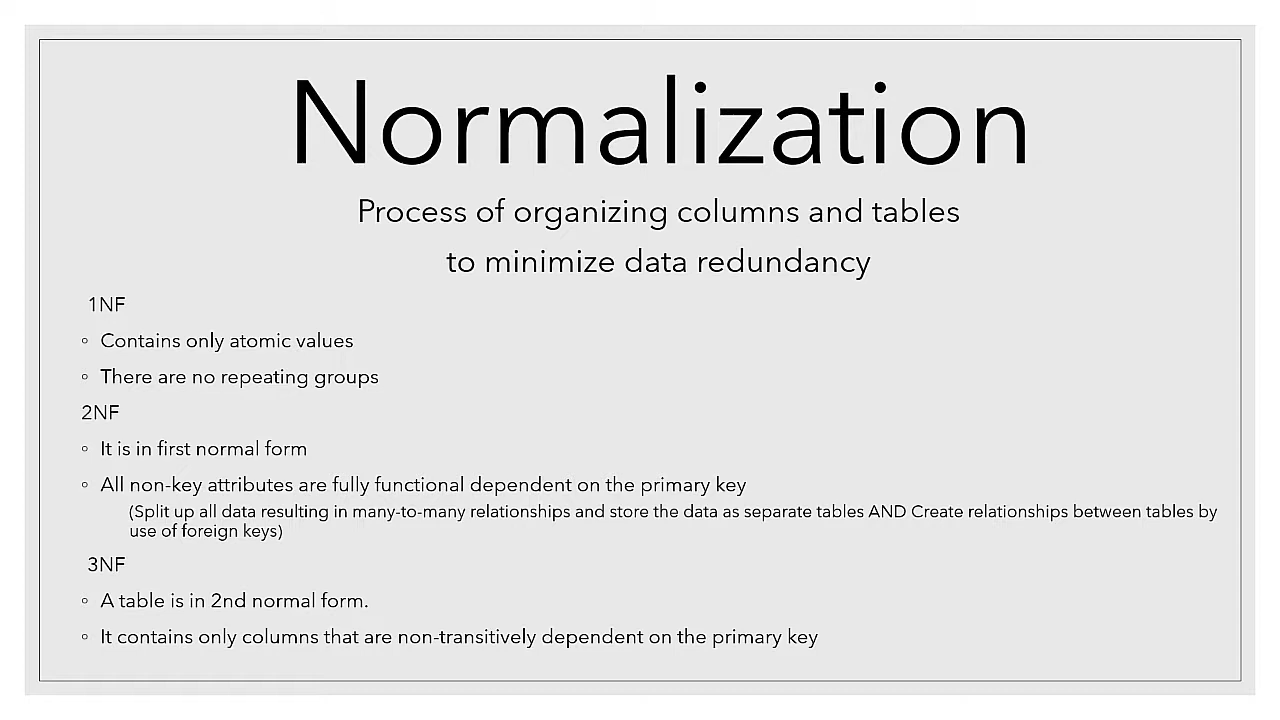 Normalization
Process of organizing columns and tables
to minimize data redundancy
1NF
◦ Contains only atomic values
◦ There are no repeating groups
2NF
◦ It is in first normal form
◦ All non-key attributes are fully functional dependent on the primary key
(Split up all data resulting in many-to-many relationships and store the data as separate tables AND Create relationships between tables by
use of foreign keys)
3NF
◦ A table is in 2nd normal form.
◦ It contains only columns that are non-transitively dependent on the primary key